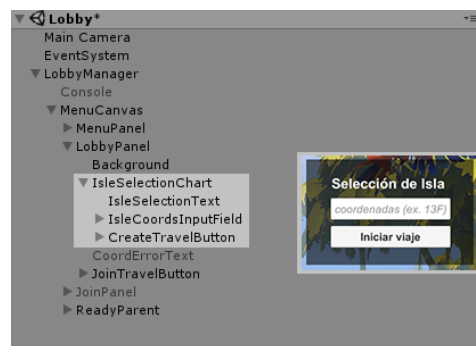 Lobby*
Main Camera
EventSystem
LobbyManager
Console
MenuCanvas
MenuPanel
LobbyPanel
Background
IsleSelectionChart
IsleSelectionText
IsleCoordsInputField
CreateTravelButton
CoordErrorText
JoinTravelButton
JoinPanel
ReadyParent
Selección de Isla
coordenadas (ex. 13F)
Iniciar viaje